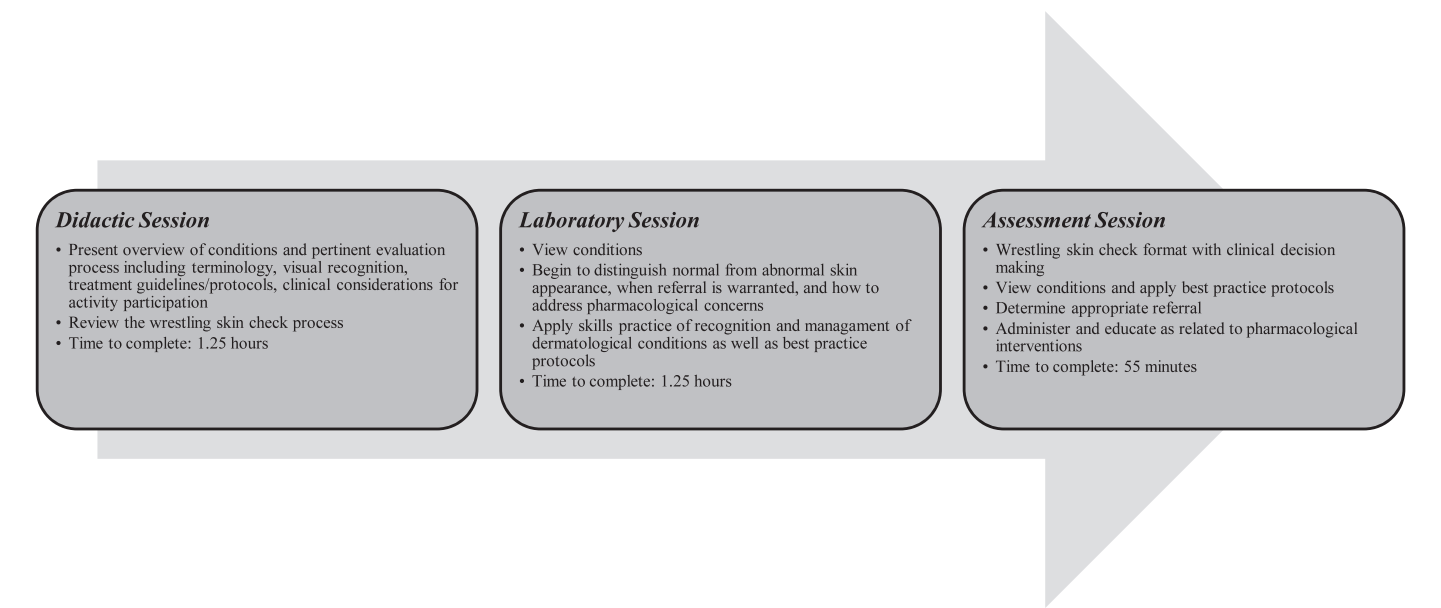 Didactic Session
• Present overview of conditions and pertinent evaluation
process including terminology, visual recognition,
treatment guidelines/protocols, clinical considerations for
activity participation
• Review the wrestling skin check process
• Time to complete: 1.25 hours
Laboratory Session
• View conditions
• Begin to distinguish normal from abnormal skin
appearance, when referral is warranted, and how to
address pharmacological concerns
• Apply skills practice of recognition and managament of
dermatological conditions as well as best practice
protocols
• Time to complete: 1.25 hours
Assessment Session
• Wrestling skin check format with clinical decision
making
• View conditions and apply best practice protocols
• Determine appropriate referral
• Administer and educate as related to pharmacological
interventions
• Time to complete: 55 minutes